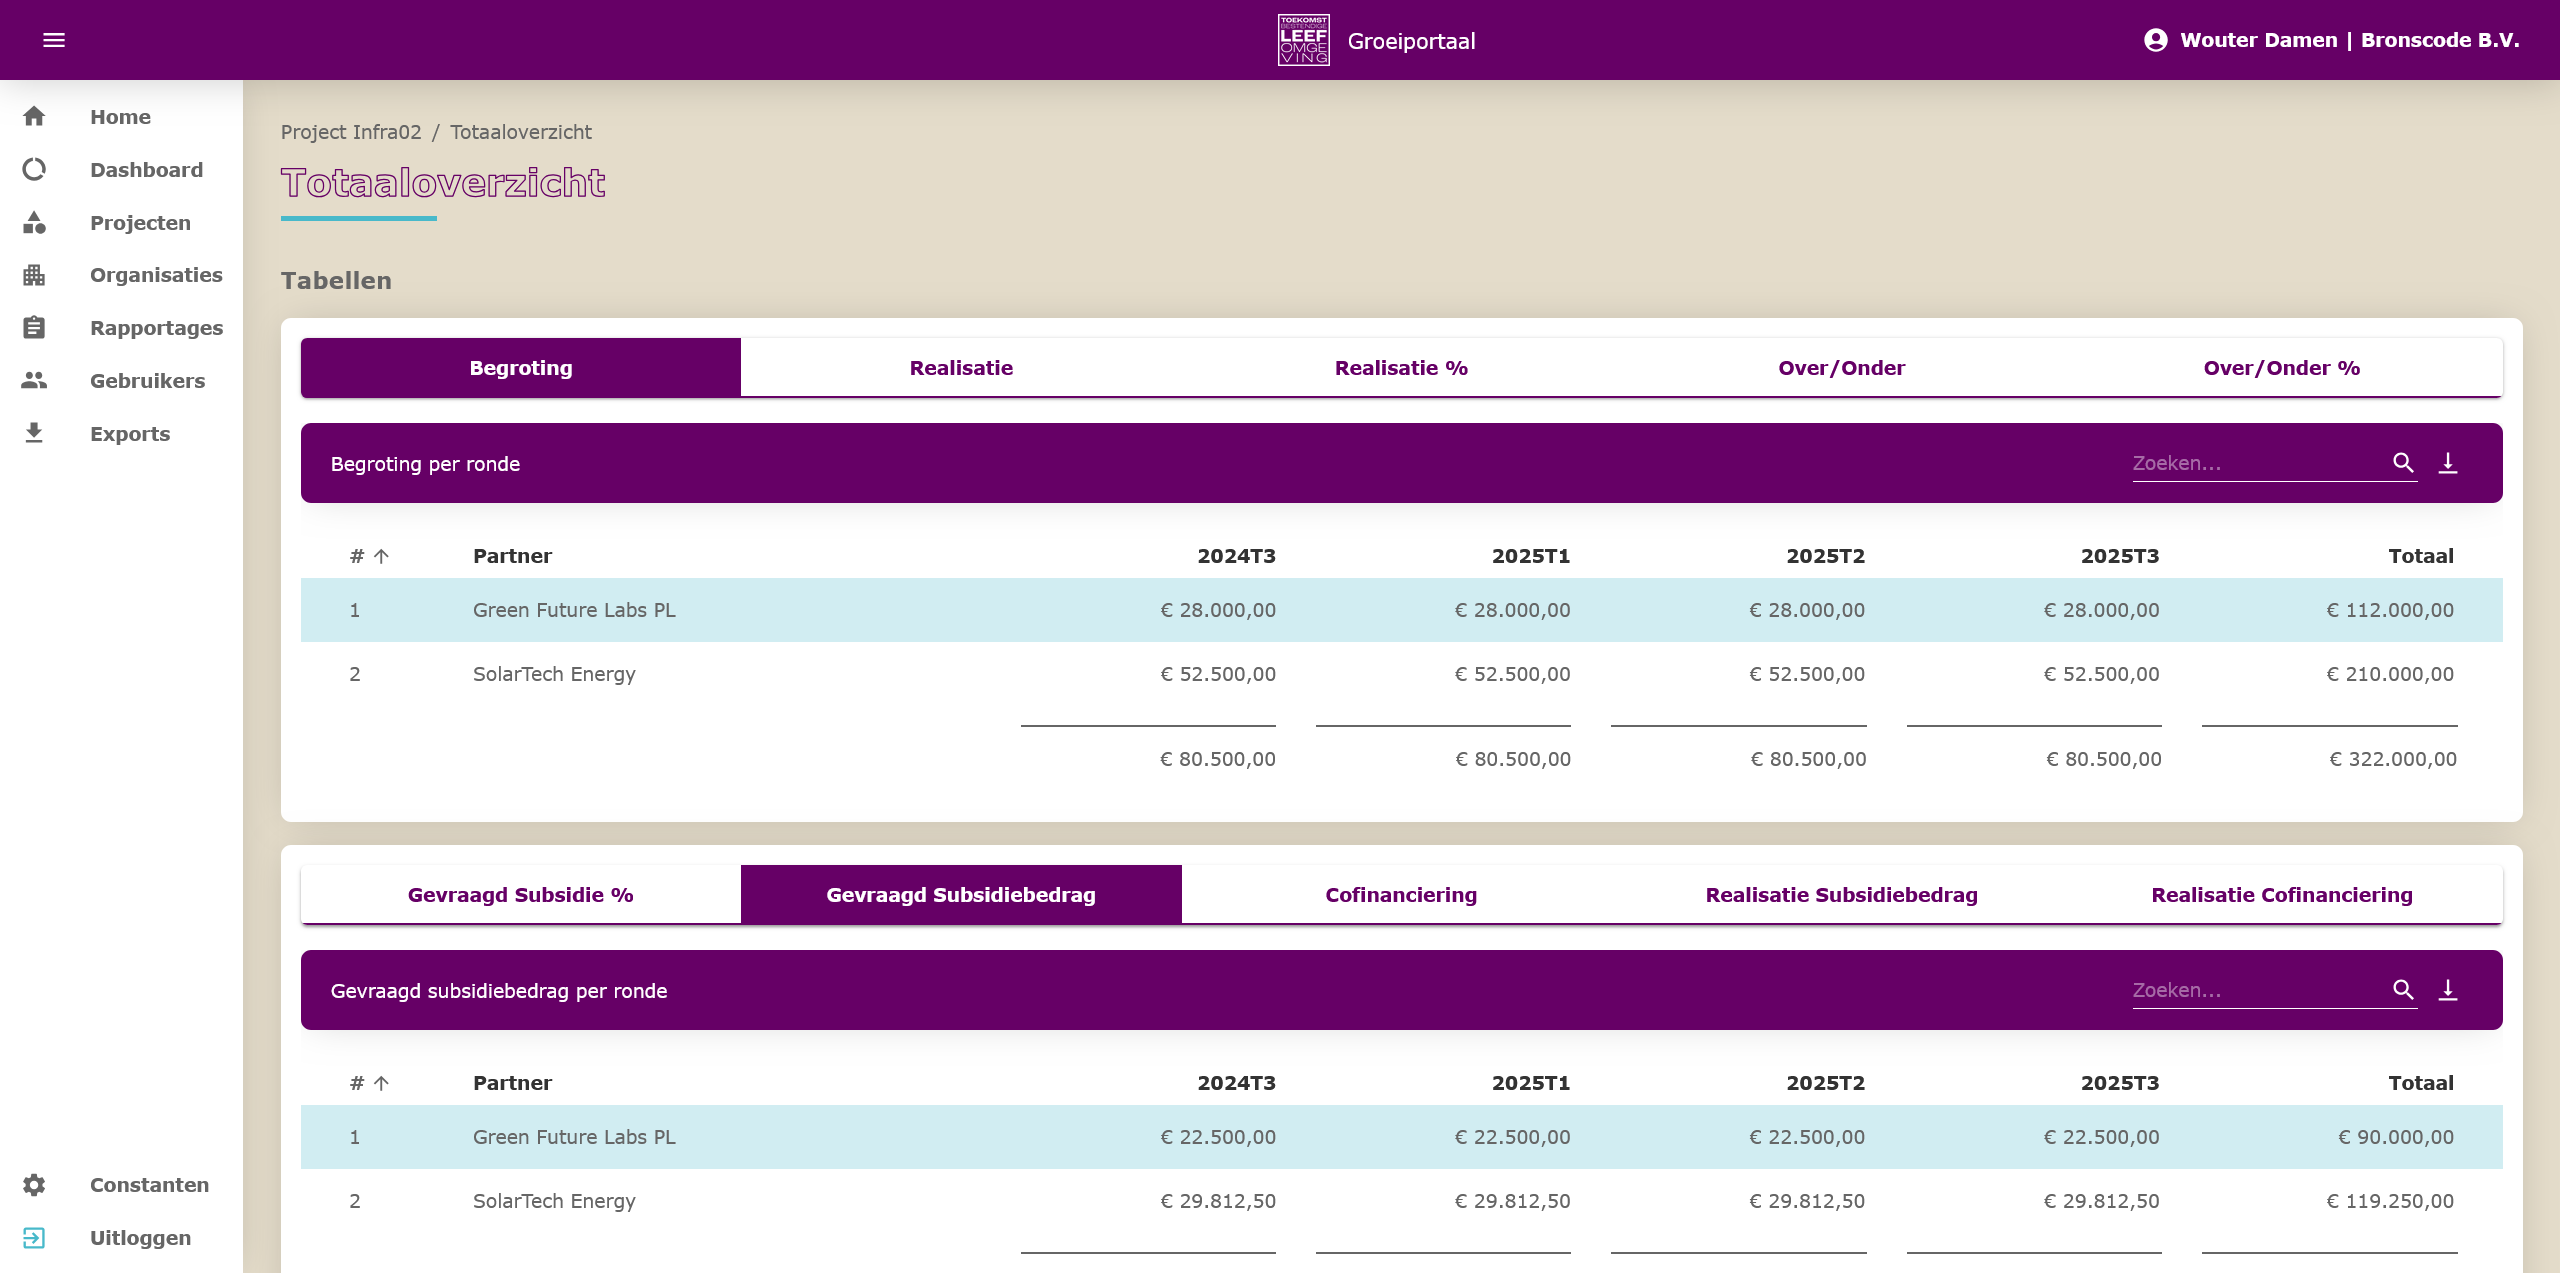 TOEKOMST
BESTENDIGE
LEEF
OMGE
VING
Groeiportaal
Wouter Damen | Bronscode B.V.
Home
Dashboard
Projecten
Organisaties
Rapportages
Gebruikers
Exports
Constanten
Uitloggen
Project Infra02 / Totaaloverzicht
Totaaloverzicht
Tabellen
Begroting Realisatie Realisatie % Over/Onder Over/Onder %
Begroting per ronde Zoeken...
# Partner 2024T3 2025T1 2025T2 2025T3 Totaal
1 Green Future Labs PL € 28.000,00 € 28.000,00 € 28.000,00 € 28.000,00 € 112.000,00
2 SolarTech Energy € 52.500,00 € 52.500,00 € 52.500,00 € 52.500,00 € 210.000,00
€ 80.500,00 € 80.500,00 € 80.500,00 € 80.500,00 € 322.000,00
Gevraagd Subsidie % Gevraagd Subsidiebedrag Cofinanciering Realisatie Subsidiebedrag Realisatie Cofinanciering
Gevraagd subsidiebedrag per ronde Zoeken...
# Partner 2024T3 2025T1 2025T2 2025T3 Totaal
1 Green Future Labs PL € 22.500,00 € 22.500,00 € 22.500,00 € 22.500,00 € 90.000,00
2 SolarTech Energy € 29.812,50 € 29.812,50 € 29.812,50 € 29.812,50 € 119.250,00